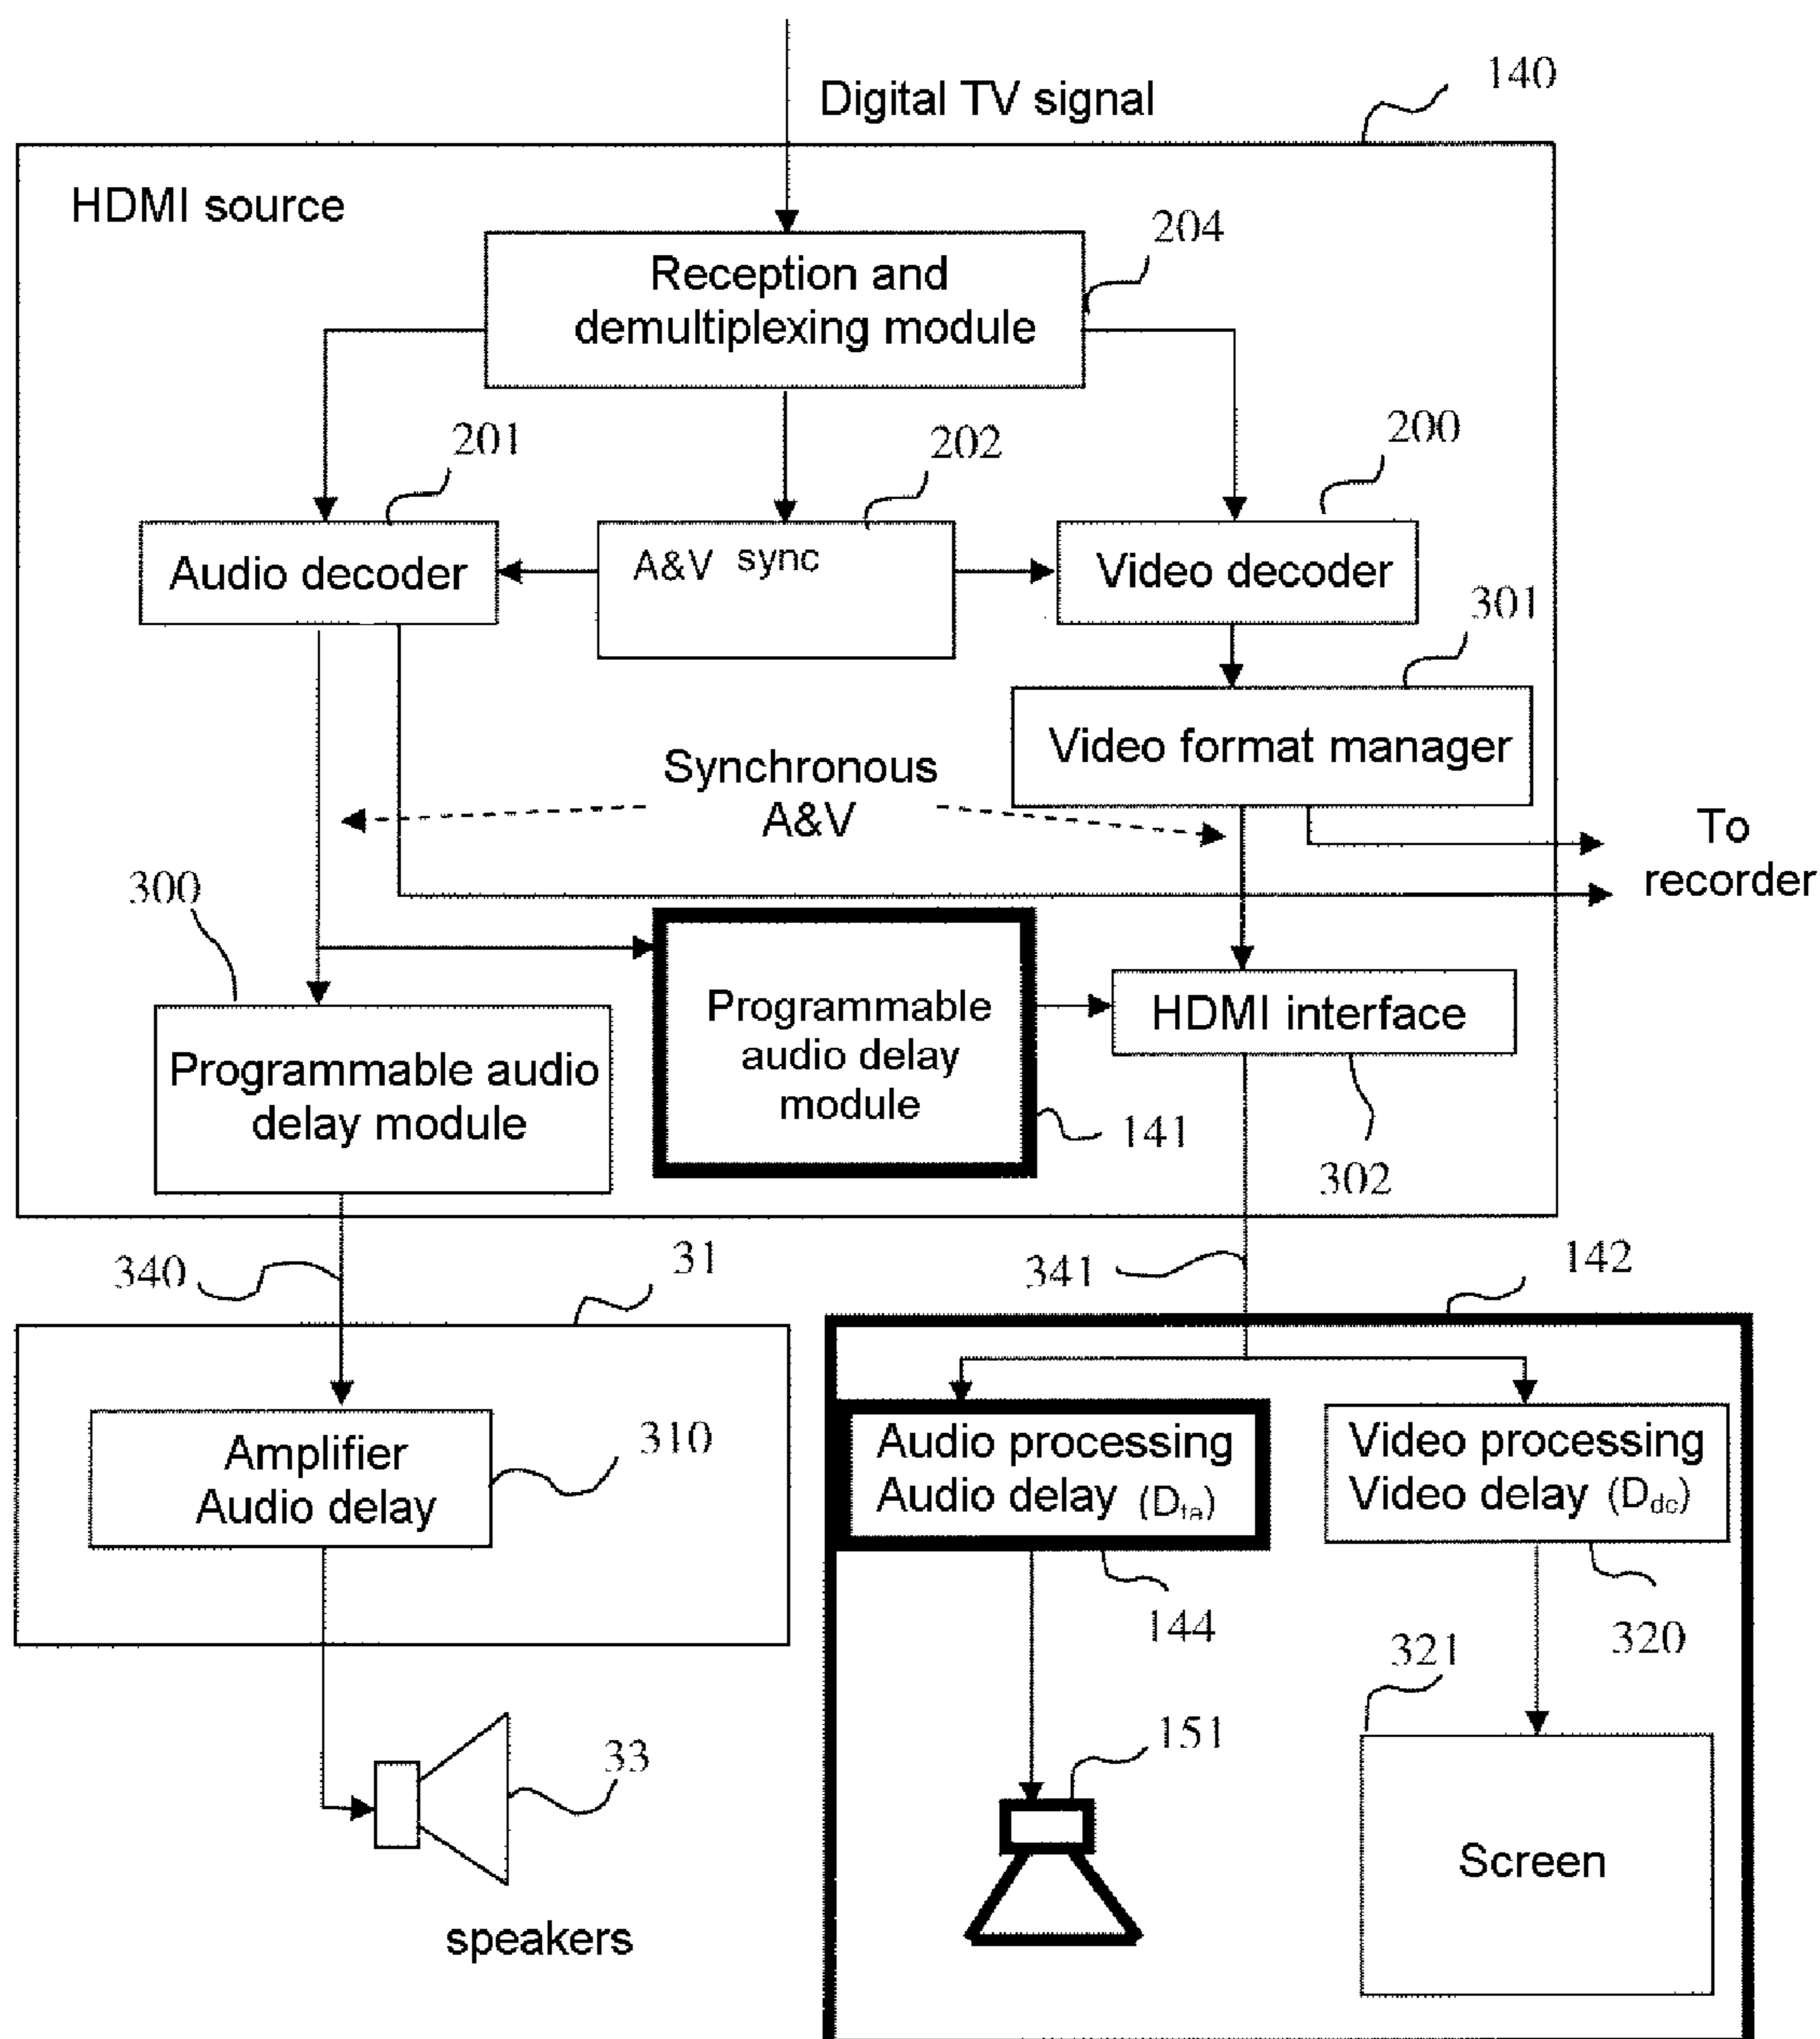 Digital TV signal
140
HDMI source
204
Reception and
demultiplexing module
201
202
200
Audio decoder
A&V sync
Video decoder
301
Video format manager
Synchronous
A&V
To
recorder
300
Programmable audio
delay module
Programmable
audio delay
module
HDMI interface
141
302
340
31
341
142
Amplifier
Audio delay
310
Audio processing
Audio delay (Dta)
Video processing
Video delay (Ddc)
144
320
321
151
33
Screen
speakers